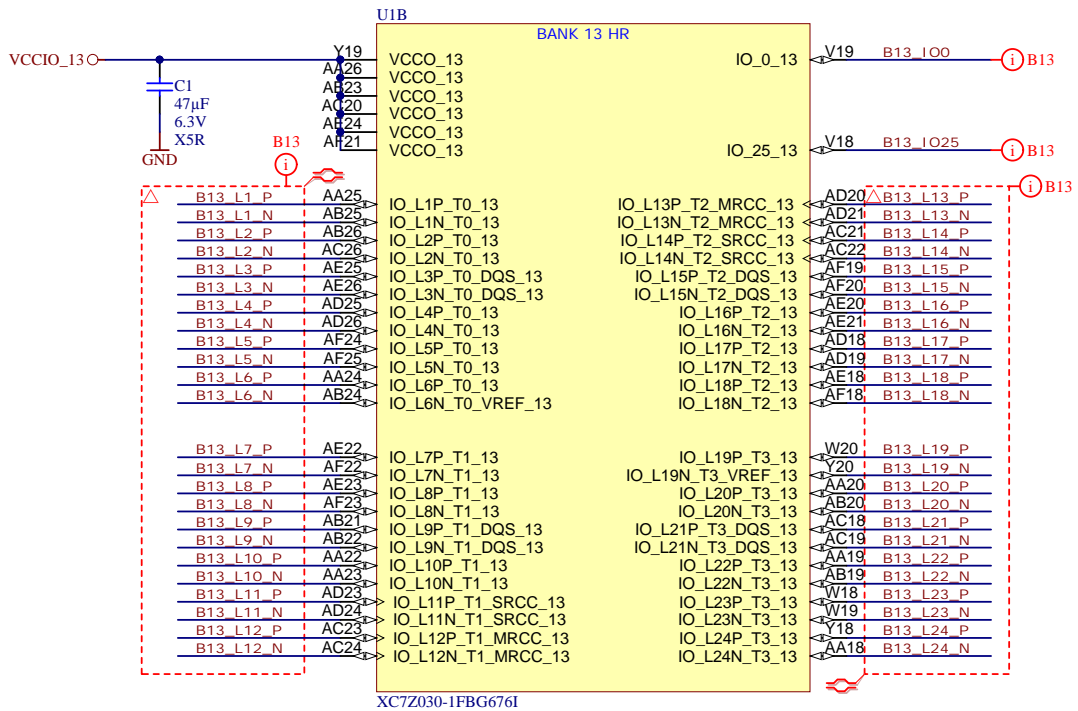 U1B
BANK 13 HR
VCCIO_13
C1
47µF
6.3V
X5R
GND
Y19 VCCO_13
AA26 VCCO_13
AB23 VCCO_13
AC20 VCCO_13
AE24 VCCO_13
AF21 VCCO_13
IO_0_13 V19 B13_IO0 i B13
IO_25_13 V18 B13_IO25 i B13
B13
i
i B13
B13_L1_P AA25 IO_L1P_T0_13
B13_L1_N AB25 IO_L1N_T0_13
B13_L2_P AB26 IO_L2P_T0_13
B13_L2_N AC26 IO_L2N_T0_13
B13_L3_P AE25 IO_L3P_T0_DQS_13
B13_L3_N AE26 IO_L3N_T0_DQS_13
B13_L4_P AD25 IO_L4P_T0_13
B13_L4_N AD26 IO_L4N_T0_13
B13_L5_P AF24 IO_L5P_T0_13
B13_L5_N AF25 IO_L5N_T0_13
B13_L6_P AA24 IO_L6P_T0_13
B13_L6_N AB24 IO_L6N_T0_VREF_13
B13_L7_P AE22 IO_L7P_T1_13
B13_L7_N AF22 IO_L7N_T1_13
B13_L8_P AE23 IO_L8P_T1_13
B13_L8_N AF23 IO_L8N_T1_13
B13_L9_P AB21 IO_L9P_T1_DQS_13
B13_L9_N AB22 IO_L9N_T1_DQS_13
B13_L10_P AA22 IO_L10P_T1_13
B13_L10_N AA23 IO_L10N_T1_13
B13_L11_P AD23 IO_L11P_T1_SRCC_13
B13_L11_N AD24 IO_L11N_T1_SRCC_13
B13_L12_P AC23 IO_L12P_T1_MRCC_13
B13_L12_N AC24 IO_L12N_T1_MRCC_13
IO_L13P_T2_MRCC_13 AD20 B13_L13_P
IO_L13N_T2_MRCC_13 AD21 B13_L13_N
IO_L14P_T2_SRCC_13 AC21 B13_L14_P
IO_L14N_T2_SRCC_13 AC22 B13_L14_N
IO_L15P_T2_DQS_13 AF19 B13_L15_P
IO_L15N_T2_DQS_13 AF20 B13_L15_N
IO_L16P_T2_13 AE20 B13_L16_P
IO_L16N_T2_13 AE21 B13_L16_N
IO_L17P_T2_13 AD18 B13_L17_P
IO_L17N_T2_13 AD19 B13_L17_N
IO_L18P_T2_13 AE18 B13_L18_P
IO_L18N_T2_13 AF18 B13_L18_N
IO_L19P_T3_13 W20 B13_L19_P
IO_L19N_T3_VREF_13 Y20 B13_L19_N
IO_L20P_T3_13 AA20 B13_L20_P
IO_L20N_T3_13 AB20 B13_L20_N
IO_L21P_T3_DQS_13 AC18 B13_L21_P
IO_L21N_T3_DQS_13 AC19 B13_L21_N
IO_L22P_T3_13 AA19 B13_L22_P
IO_L22N_T3_13 AB19 B13_L22_N
IO_L23P_T3_13 W18 B13_L23_P
IO_L23N_T3_13 W19 B13_L23_N
IO_L24P_T3_13 Y18 B13_L24_P
IO_L24N_T3_13 AA18 B13_L24_N
XC7Z030-1FBG676I